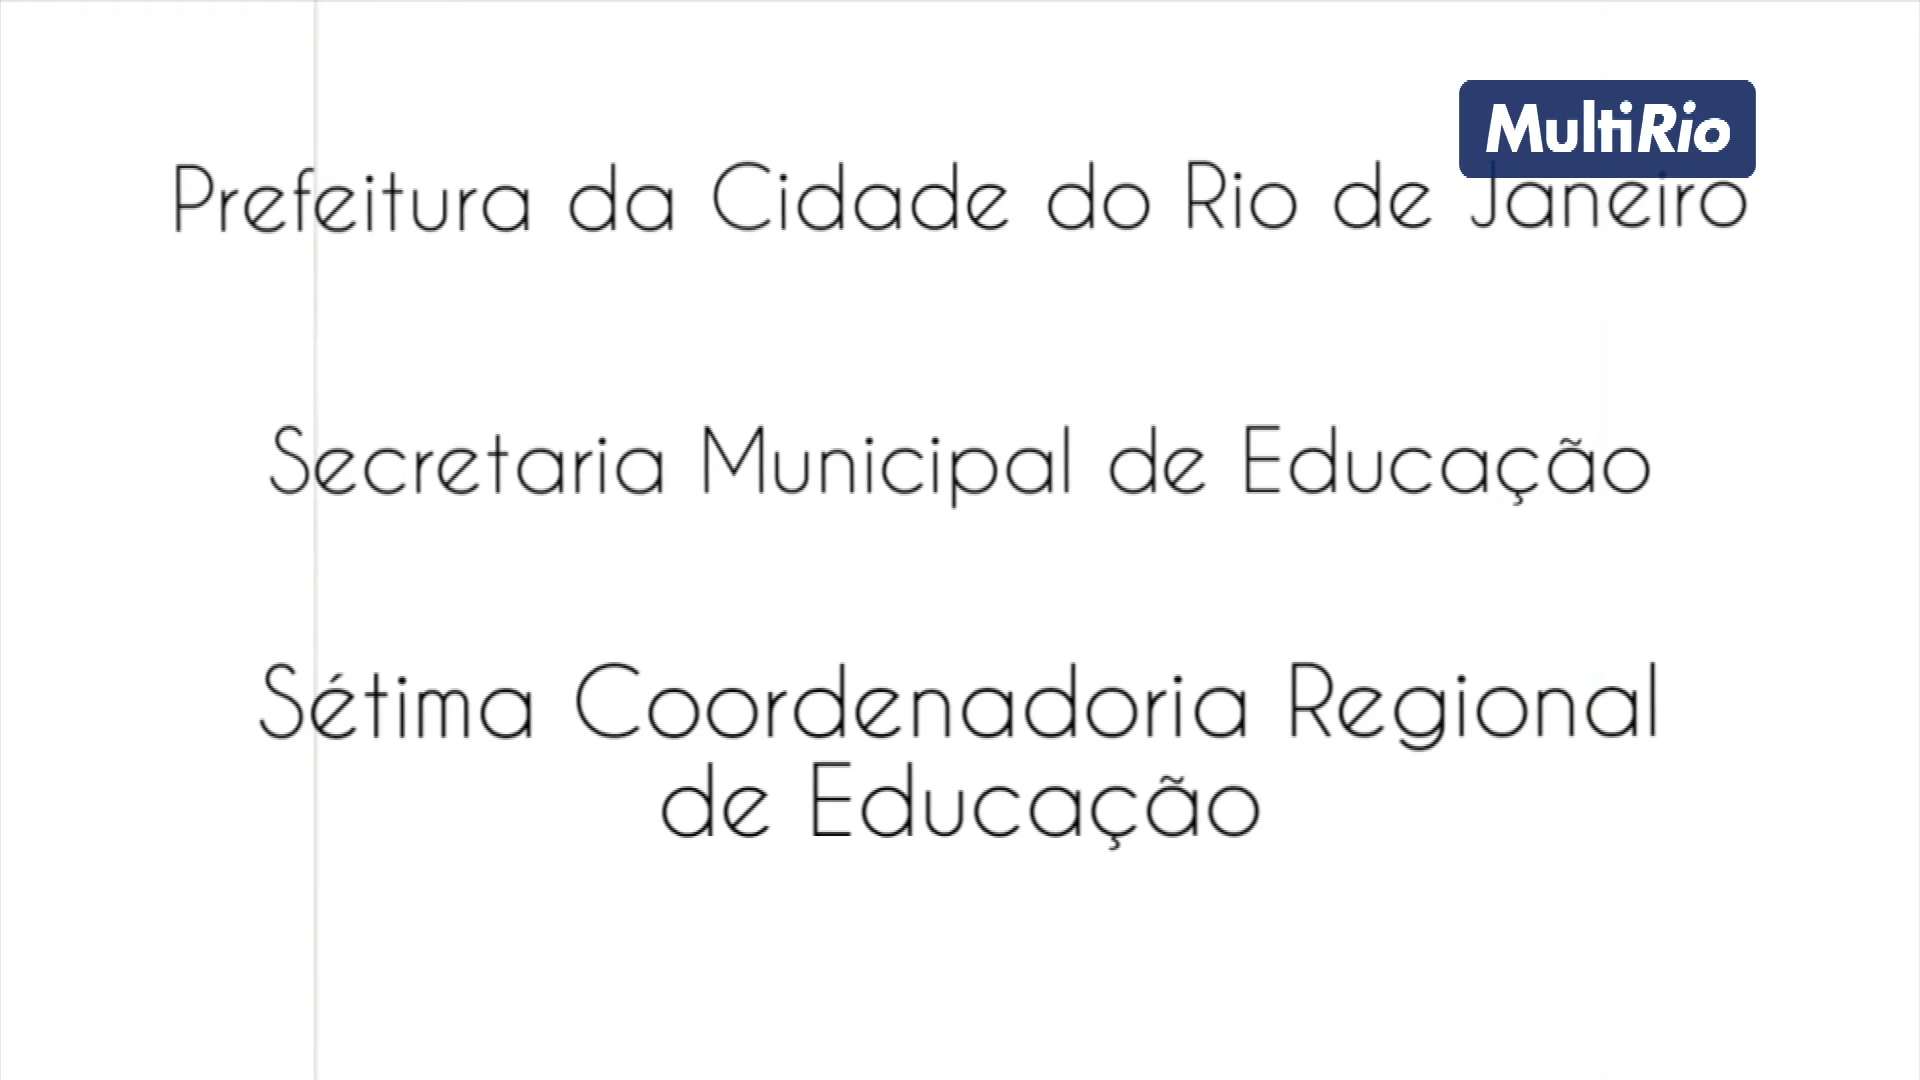 MultiRio
Prefeitura da Cidade do Rio de Janeiro
Secretaria Municipal de Educação
Sétima Coordenadoria Regional
de Educação